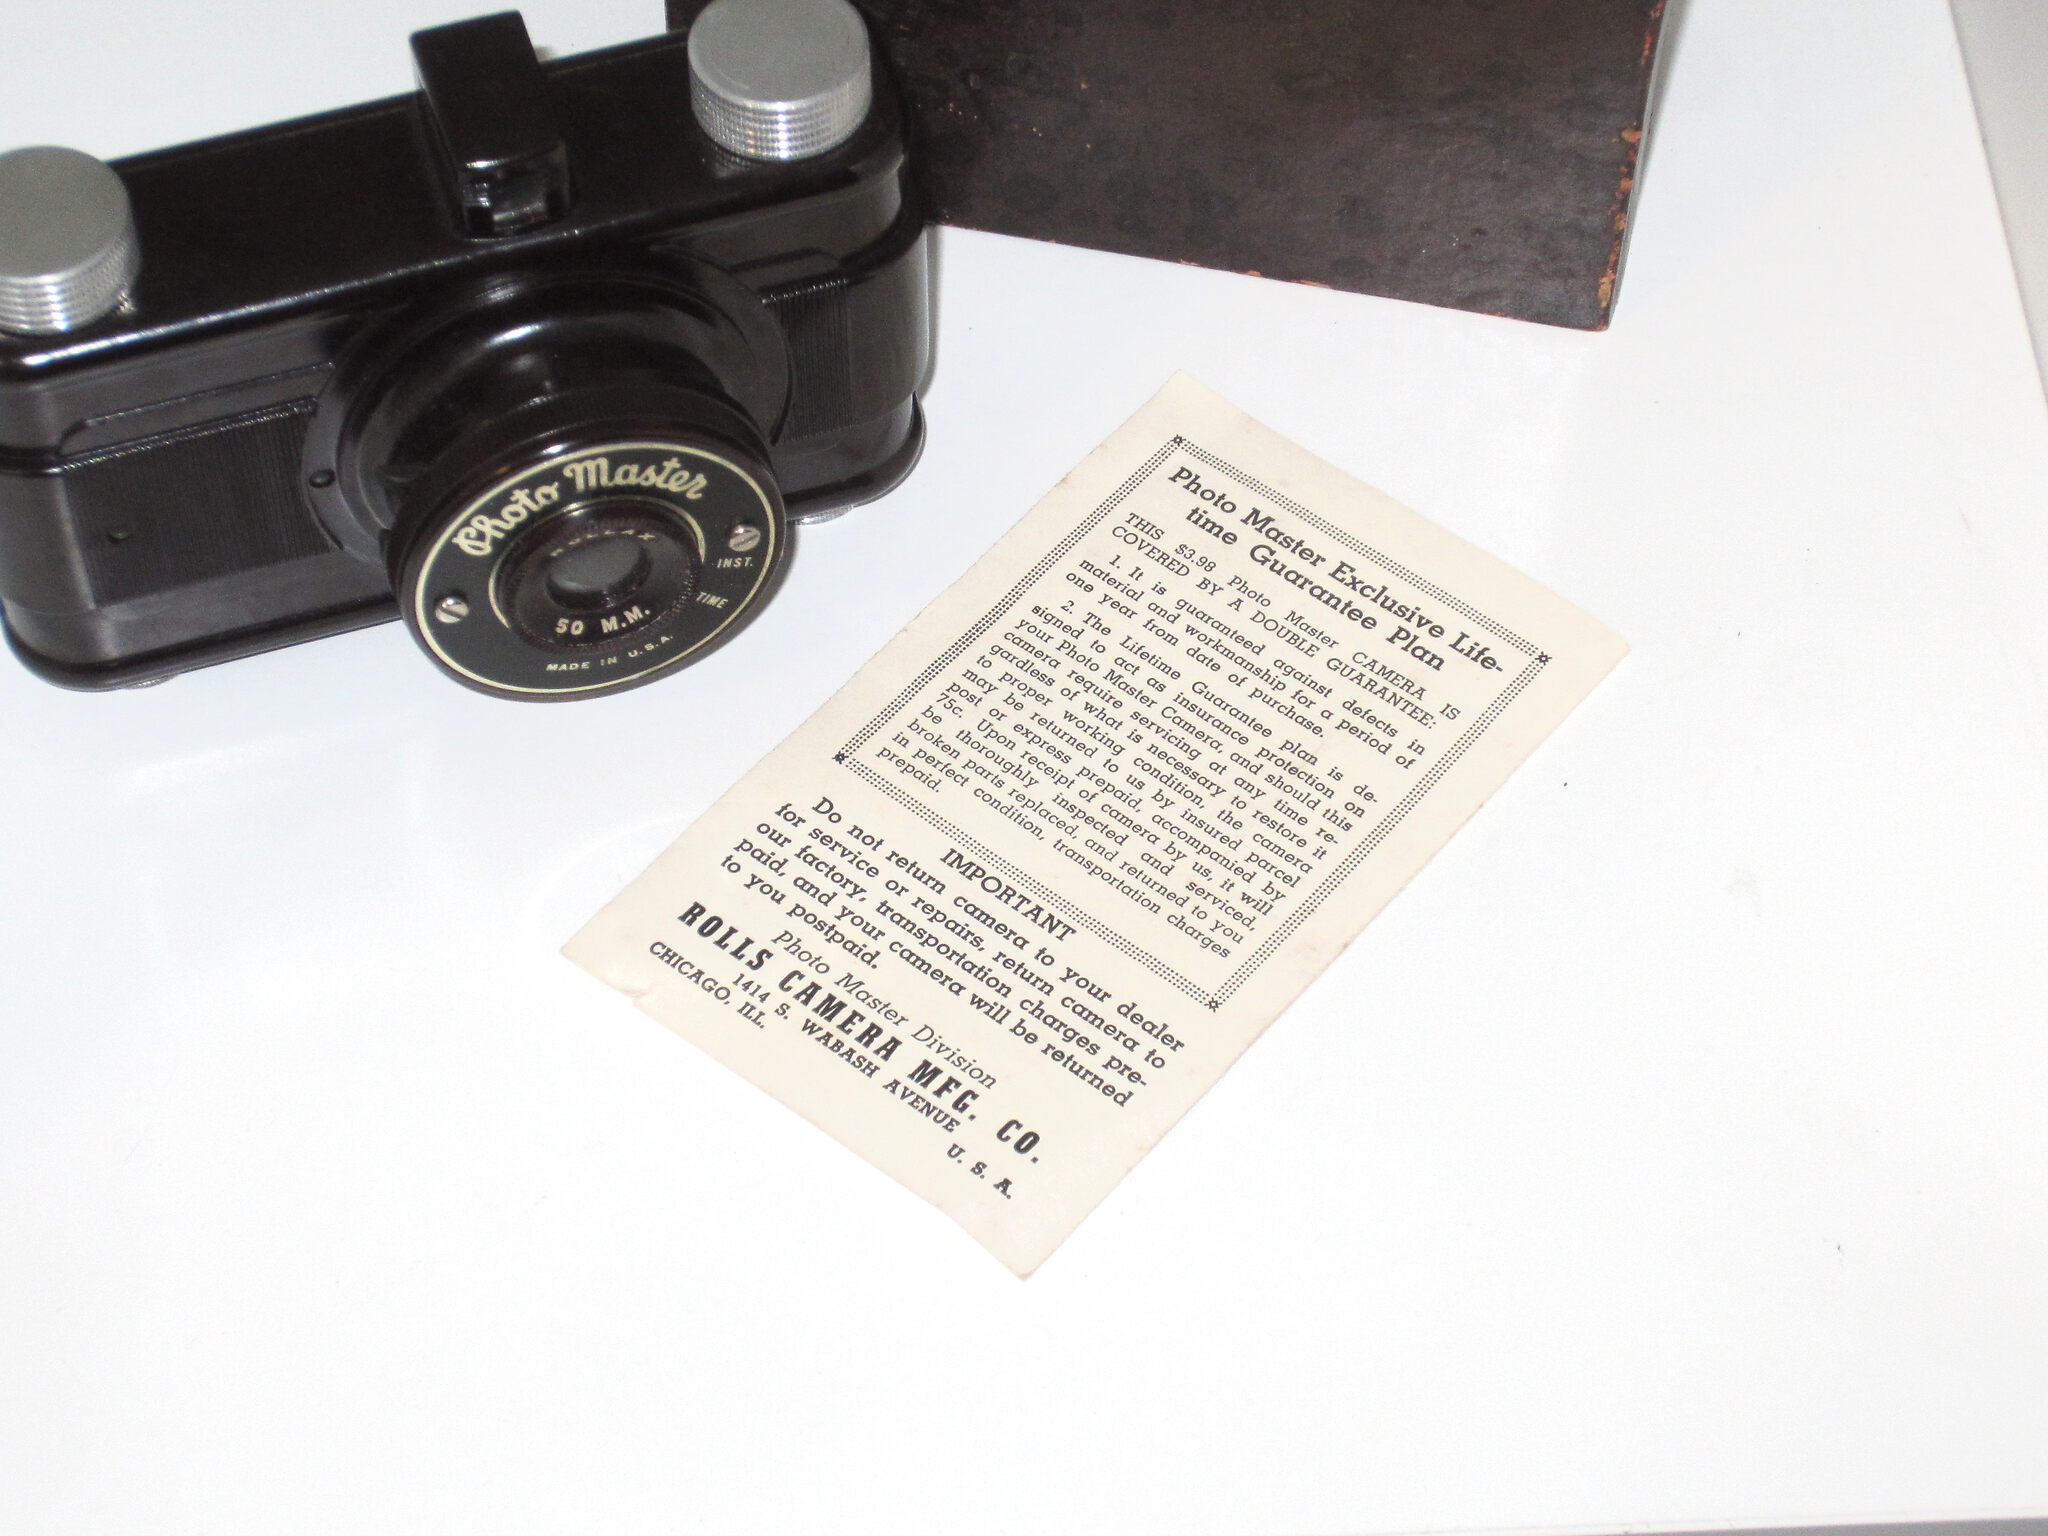 Photo Master
ROLLAX
50 M.M.
INST.
TIME
MADE IN U.S.A.
Photo Master Exclusive Life-
time Guarantee Plan
THIS $3.98 Photo Master CAMERA IS
COVERED BY A DOUBLE GUARANTEE:
1. It is guaranteed against defects in
material and workmanship for a period of
one year from date of purchase.
2. The Lifetime Guarantee plan is de-
signed to act as insurance protection on
your Photo Master Camera, and should this
camera require servicing at any time re-
gardless of what is necessary to restore it
to proper working condition, the camera
may be returned to us by insured parcel
post or express prepaid, accompanied by
75c. Upon receipt of camera by us, it will
be thoroughly inspected and serviced,
broken parts replaced, and returned to you
in perfect condition, transportation charges
prepaid.
IMPORTANT
Do not return camera to your dealer
for service or repairs, return camera to
our factory, transportation charges pre-
paid, and your camera will be returned
to you postpaid.
Photo Master Division
ROLLS CAMERA MFG. CO.
1414 S. WABASH AVENUE
CHICAGO, ILL. U. S. A.